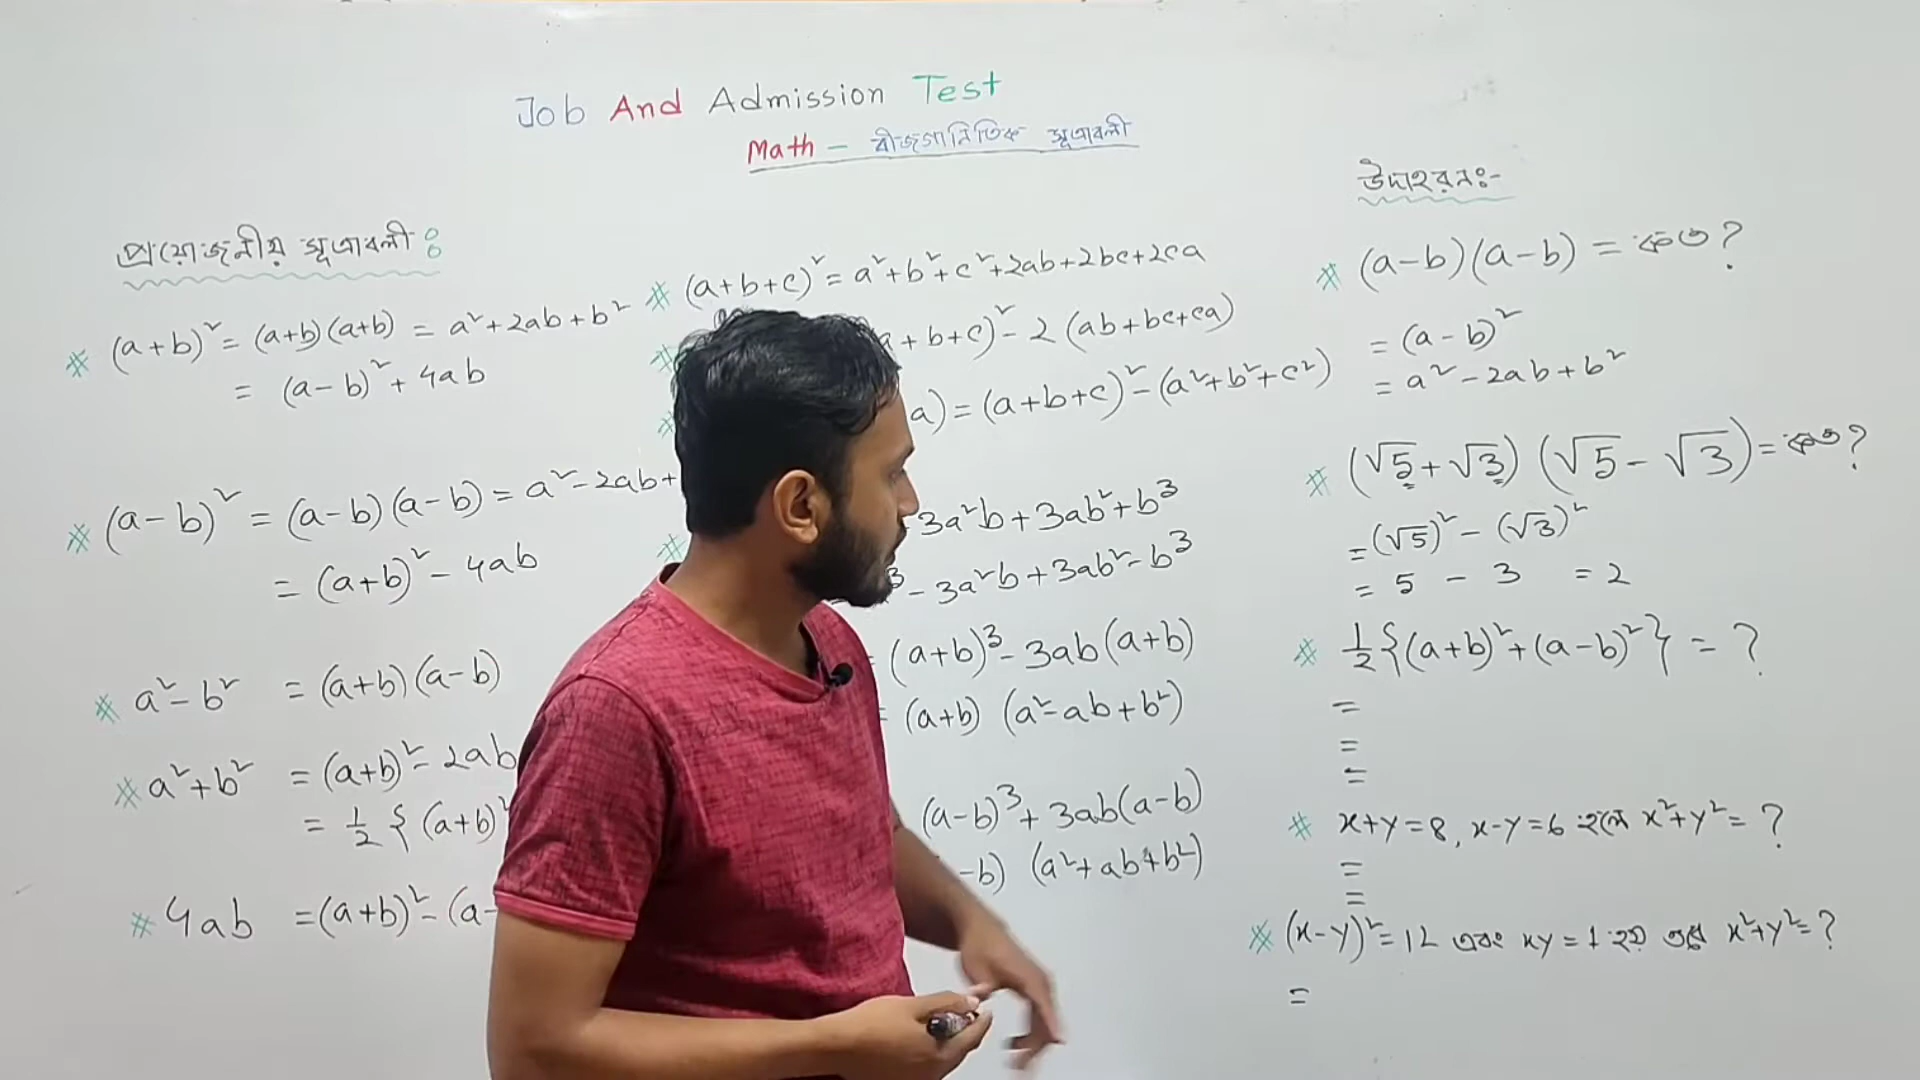 Job And Admission Test
Math – বীজগানিতিক সূত্রাবলী
প্রয়োজনীয় সূত্রাবলী :
* (a+b)² = (a+b)(a+b) = a²+2ab+b²
= (a-b)²+4ab
* (a-b)² = (a-b)(a-b) = a²-2ab+
= (a+b)²-4ab
* a²-b² = (a+b)(a-b)
* a²+b² = (a+b)²-2ab
= ½{(a+b)²
* 4ab = (a+b)²-(a-
* (a+b+c)² = a²+b²+c²+2ab+2bc+2ca
* a+b+c)²-2(ab+bc+ca)
* a) = (a+b+c)²-(a²+b²+c²)
* 3a²b+3ab²+b³
³-3a²b+3ab²-b³
= (a+b)³-3ab(a+b)
= (a+b) (a²-ab+b²)
(a-b)³+3ab(a-b)
-b) (a²+ab+b²)
উদাহরনঃ-
* (a-b)(a-b) = কত?
= (a-b)²
= a²-2ab+b²
* (√5+√3) (√5-√3) = কত?
= (√5)² - (√3)²
= 5 - 3 = 2
* ½{(a+b)²+(a-b)²} = ?
=
=
=
* x+y=8, x-y=6 হলে x²+y² = ?
=
=
* (x-y)²=12 এবং xy=1 হয় তবে x²+y²=?
=